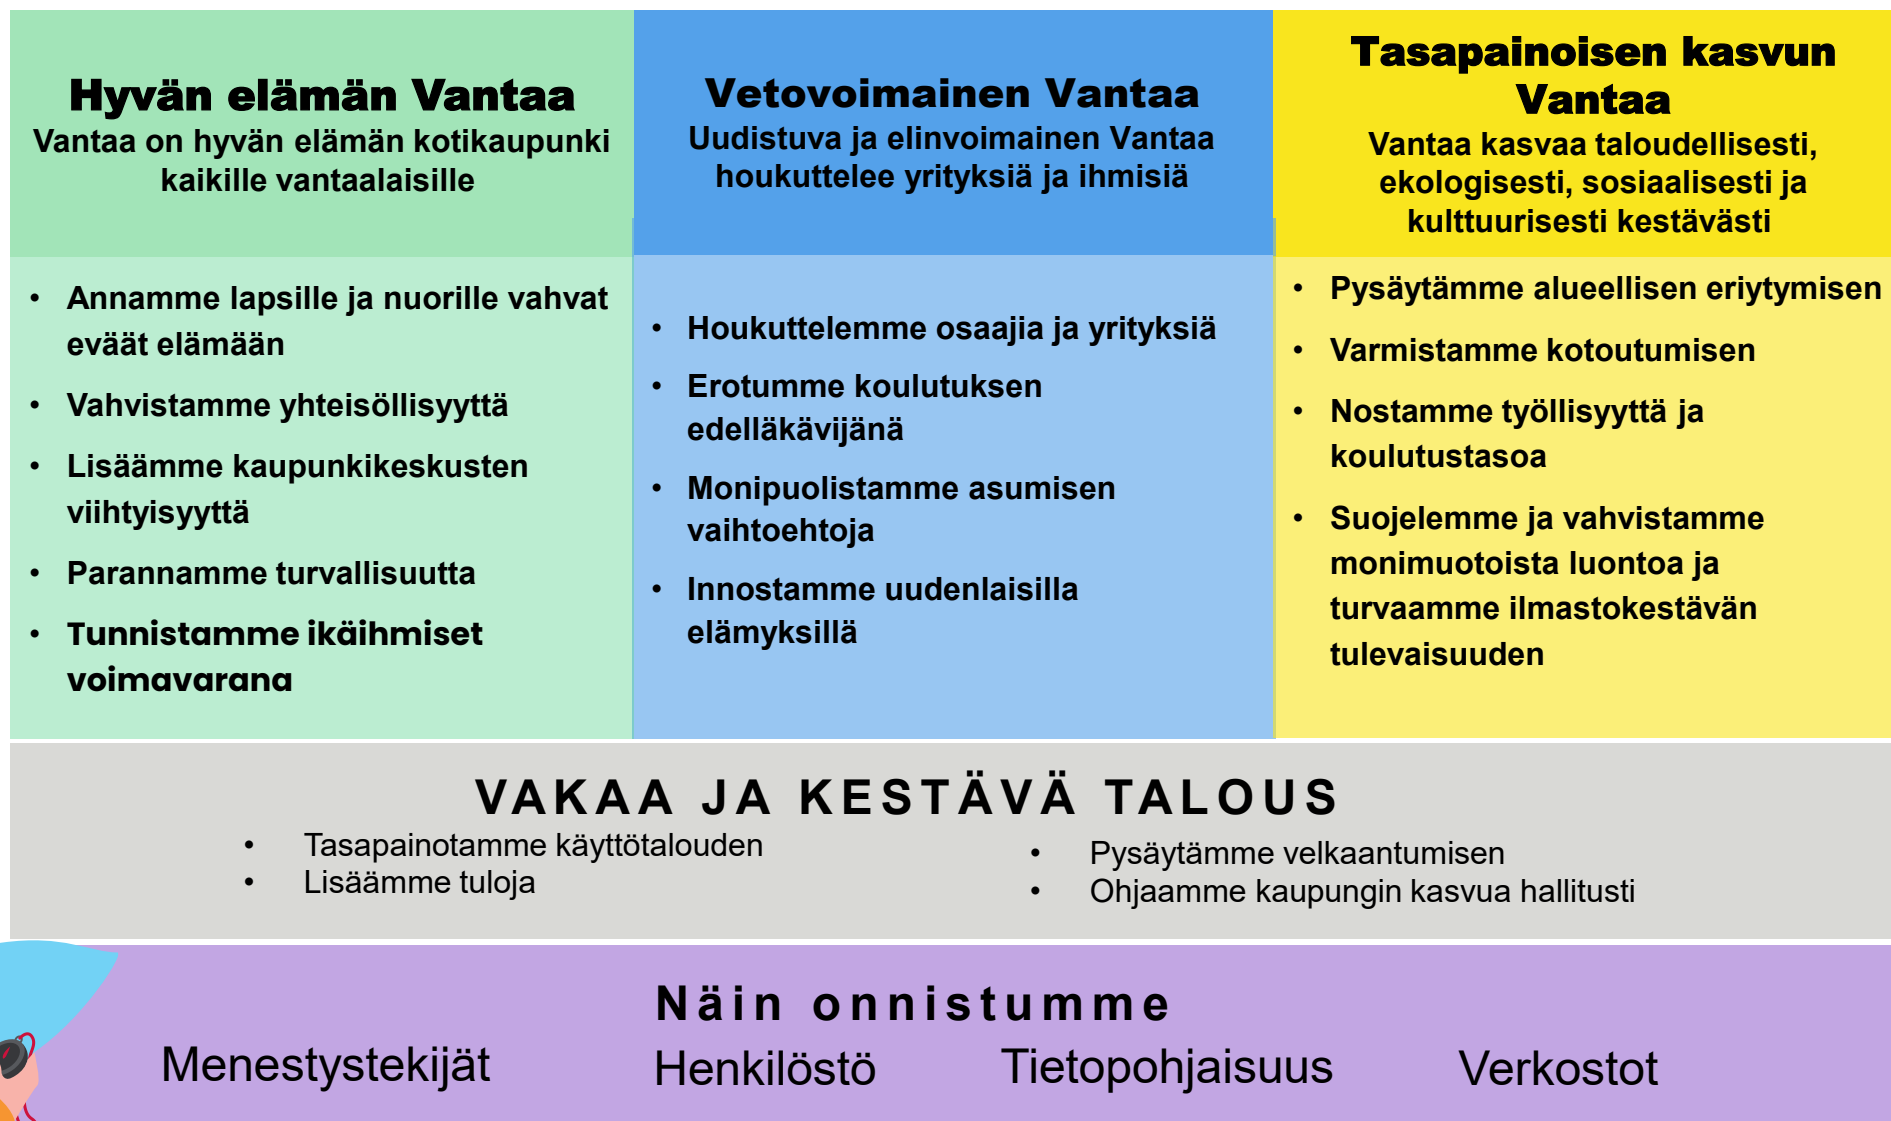 Hyvän elämän Vantaa
Vantaa on hyvän elämän kotikaupunki
kaikille vantaalaisille
• Annamme lapsille ja nuorille vahvat
eväät elämään
• Vahvistamme yhteisöllisyyttä
• Lisäämme kaupunkikeskusten
viihtyisyyttä
• Parannamme turvallisuutta
• Tunnistamme ikäihmiset
voimavarana
Vetovoimainen Vantaa
Uudistuva ja elinvoimainen Vantaa
houkuttelee yrityksiä ja ihmisiä
• Houkuttelemme osaajia ja yrityksiä
• Erotumme koulutuksen
edelläkävijänä
• Monipuolistamme asumisen
vaihtoehtoja
• Innostamme uudenlaisilla
elämyksillä
Tasapainoisen kasvun
Vantaa
Vantaa kasvaa taloudellisesti,
ekologisesti, sosiaalisesti ja
kulttuurisesti kestävästi
• Pysäytämme alueellisen eriytymisen
• Varmistamme kotoutumisen
• Nostamme työllisyyttä ja
koulutustasoa
• Suojelemme ja vahvistamme
monimuotoista luontoa ja
turvaamme ilmastokestävän
tulevaisuuden
VAKAA JA KESTÄVÄ TALOUS
• Tasapainotamme käyttötalouden
• Lisäämme tuloja
• Pysäytämme velkaantumisen
• Ohjaamme kaupungin kasvua hallitusti
Näin onnistumme
Menestystekijät Henkilöstö Tietopohjaisuus Verkostot